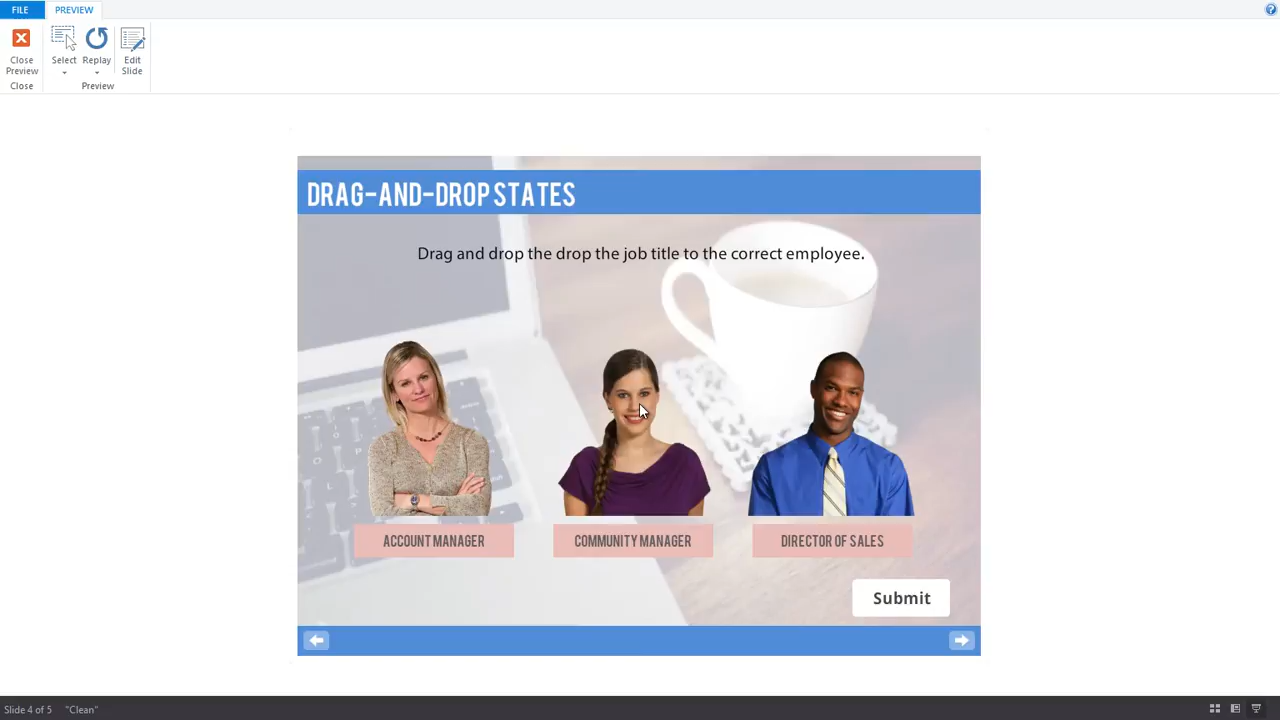 FILE
PREVIEW
Close
Preview
Select
Replay
Edit
Slide
Close
Preview
DRAG-AND-DROP STATES
Drag and drop the drop the job title to the correct employee.
ACCOUNT MANAGER
COMMUNITY MANAGER
DIRECTOR OF SALES
Submit
Slide 4 of 5
"Clean"